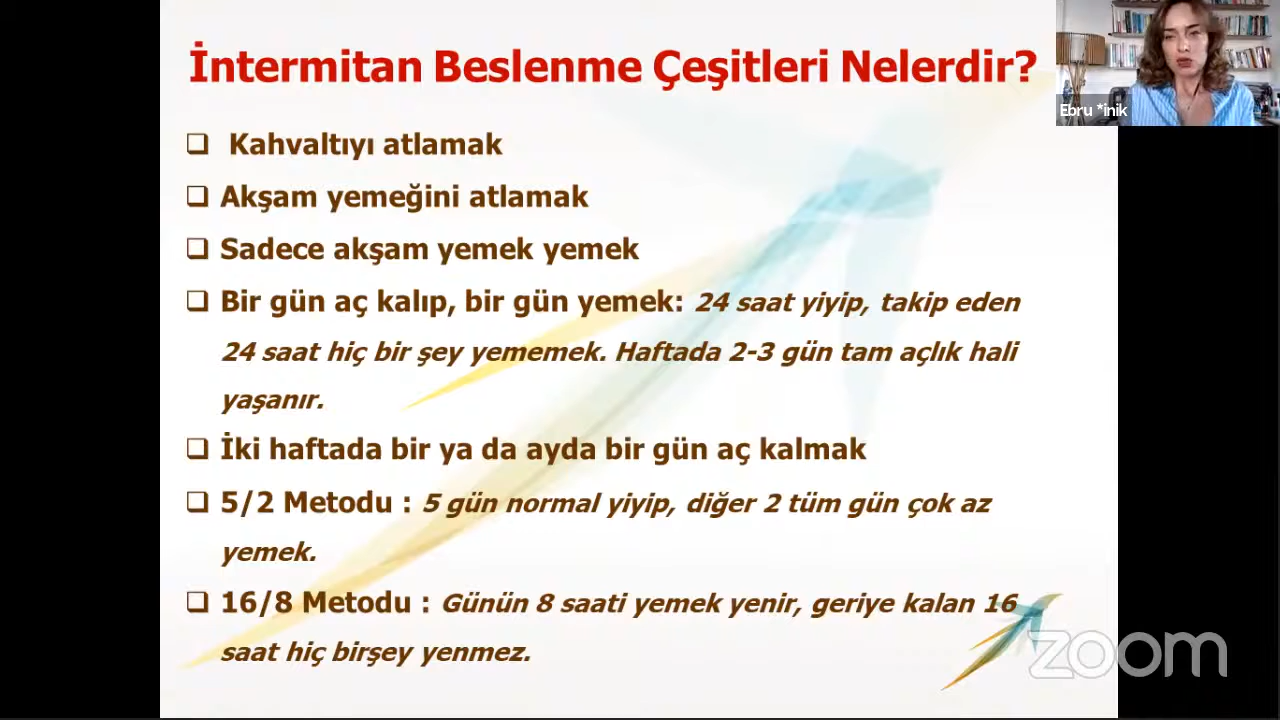 İntermitan Beslenme Çeşitleri Nelerdir?
Kahvaltıyı atlamak
Akşam yemeğini atlamak
Sadece akşam yemek yemek
Bir gün aç kalıp, bir gün yemek: 24 saat yiyip, takip eden
24 saat hiç bir şey yememek. Haftada 2-3 gün tam açlık hali
yaşanır.
İki haftada bir ya da ayda bir gün aç kalmak
5/2 Metodu : 5 gün normal yiyip, diğer 2 tüm gün çok az
yemek.
16/8 Metodu : Günün 8 saati yemek yenir, geriye kalan 16
saat hiç birşey yenmez.
Ebru *inik
zoom